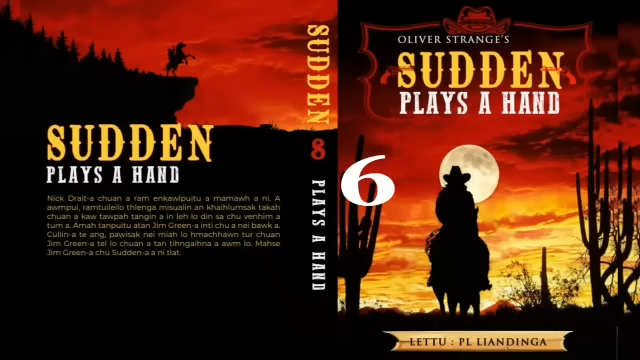 SUDDEN
PLAYS A HAND
Nick Drait-a chuan a ram enkawlpuitu a mamawh a ni. A
awmpui, ramtuileilo thlenga misualin an khaihlumsak takah
chuan a kaw tawpah tangin a in leh lo din sa chu venhim a
tum a. Amah tanpuitu atan Jim Green-a inti chu a nei bawk a.
Cullin-a te ang, pawisak nei miah lo hmachhawn tur chuan
Jim Green-a tel lo chuan a tan tihngaihna a awm lo. Mahse
Jim Green-a chu Sudden-a a ni tlat.
SUDDEN
8
PLAYS A HAND
6
OLIVER STRANGE'S
SUDDEN
PLAYS A HAND
LETTU : PL LIANDINGA